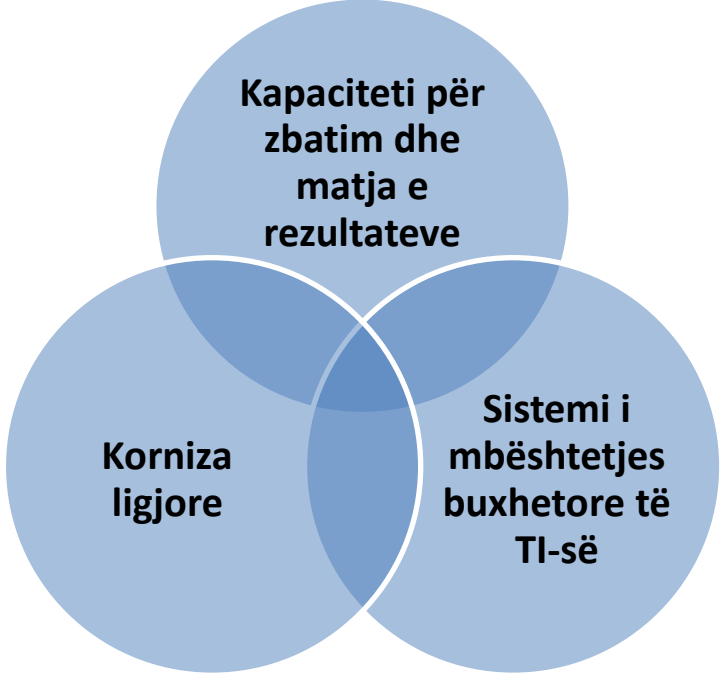 Kapaciteti për
zbatim dhe
matja e
rezultateve
Korniza
ligjore
Sistemi i
mbështetjes
buxhetore të
TI-së